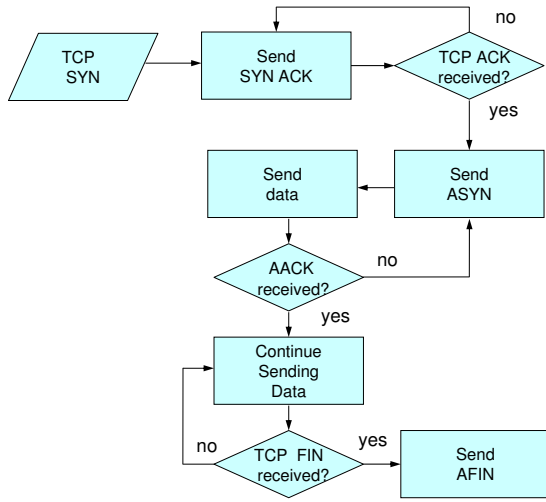 no
TCP
SYN
Send
SYN ACK
TCP ACK
received?
yes
Send
data
Send
ASYN
AACK
received?
no
yes
Continue
Sending
Data
no
TCP FIN
received?
yes
Send
AFIN